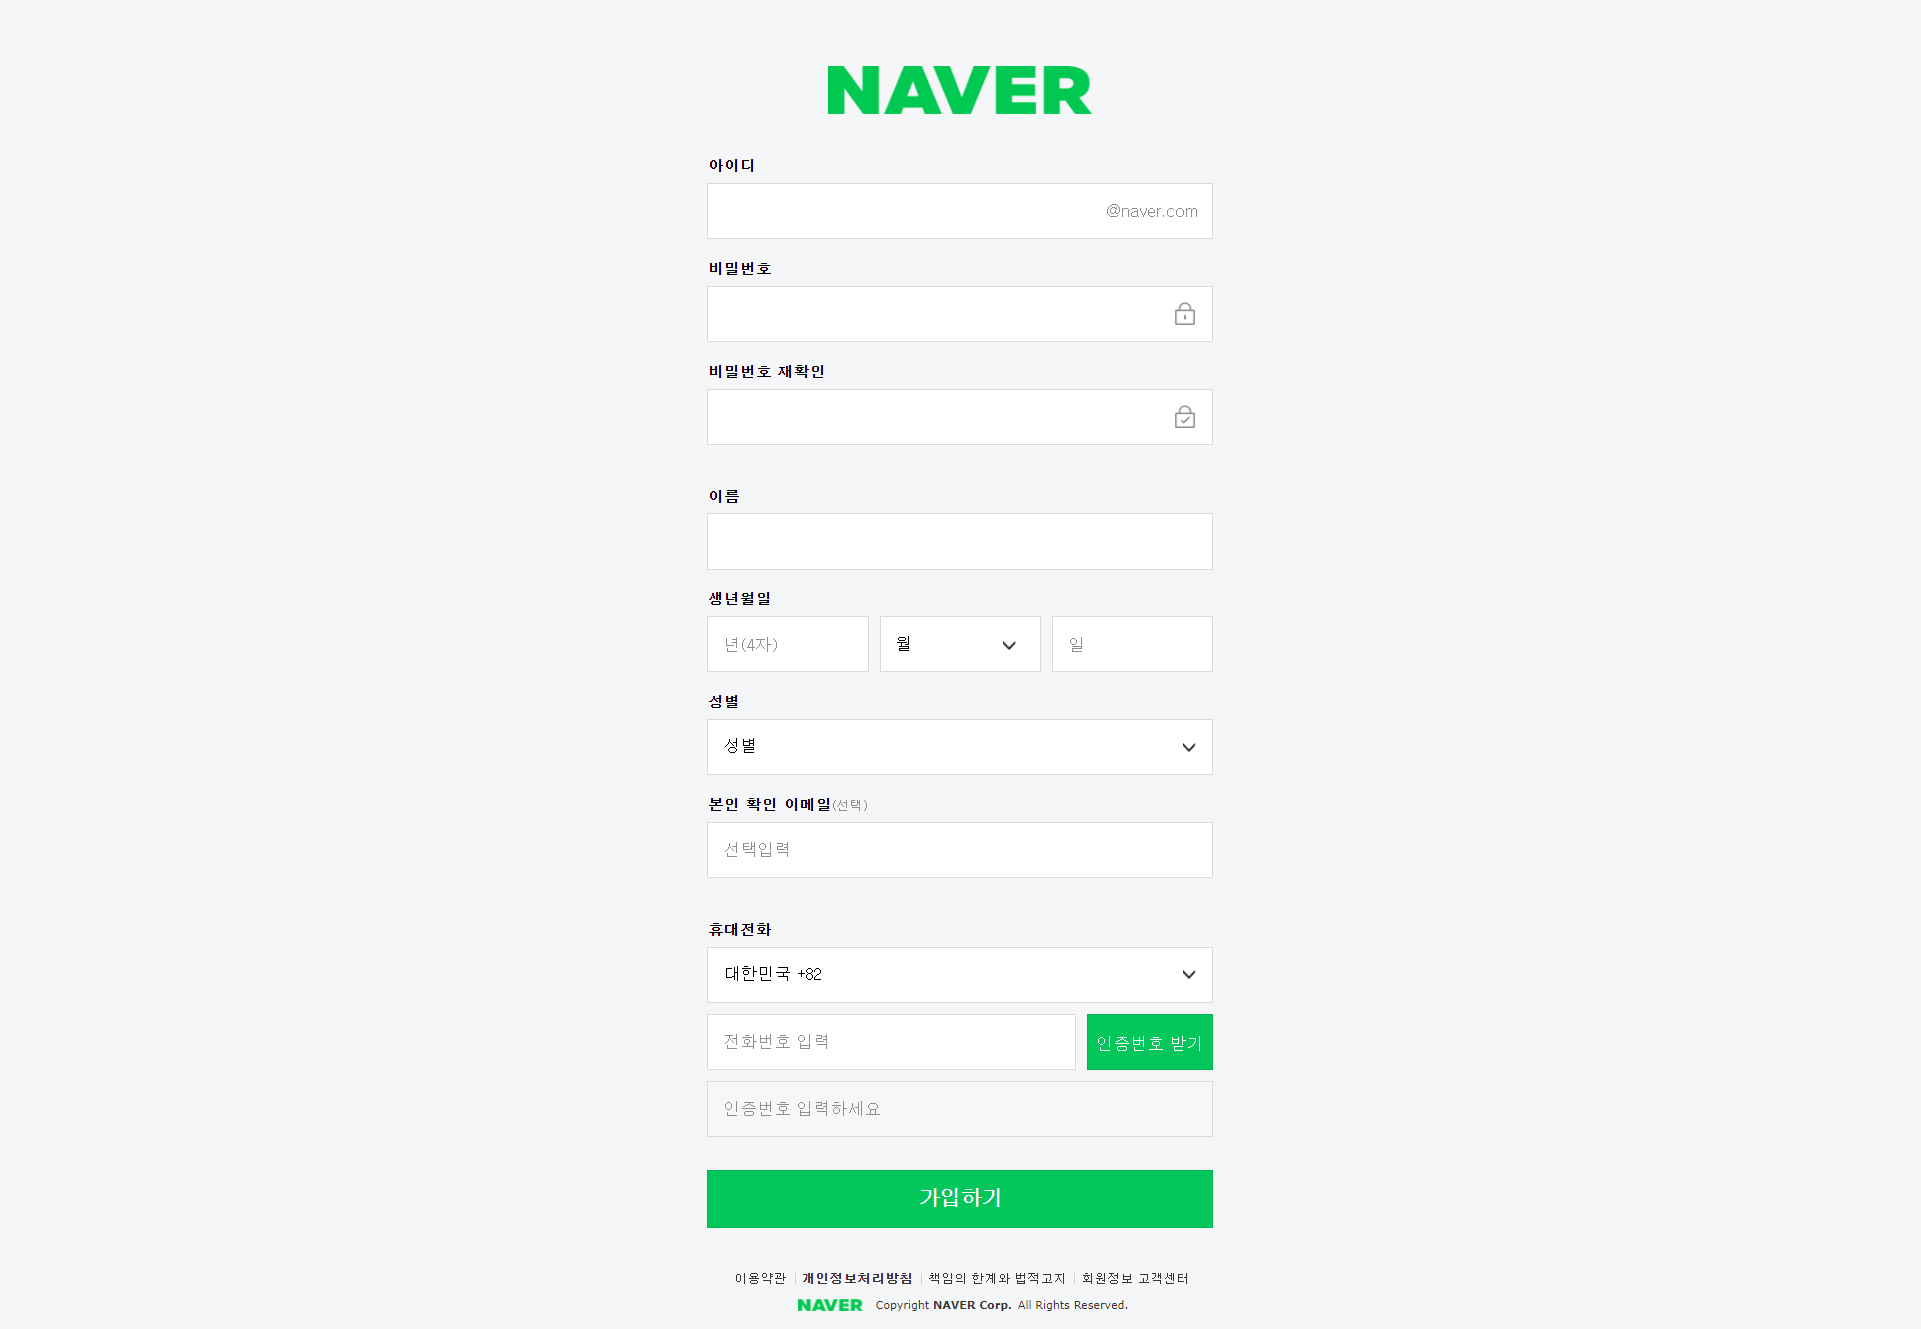 NAVER
아이디
@naver.com
비밀번호
비밀번호 재확인
이름
생년월일
년(4자) 월 일
성별
성별
본인 확인 이메일(선택)
선택입력
휴대전화
대한민국 +82
전화번호 입력 인증번호 받기
인증번호 입력하세요
가입하기
이용약관 | 개인정보처리방침 | 책임의 한계와 법적고지 | 회원정보 고객센터
NAVER Copyright NAVER Corp. All Rights Reserved.